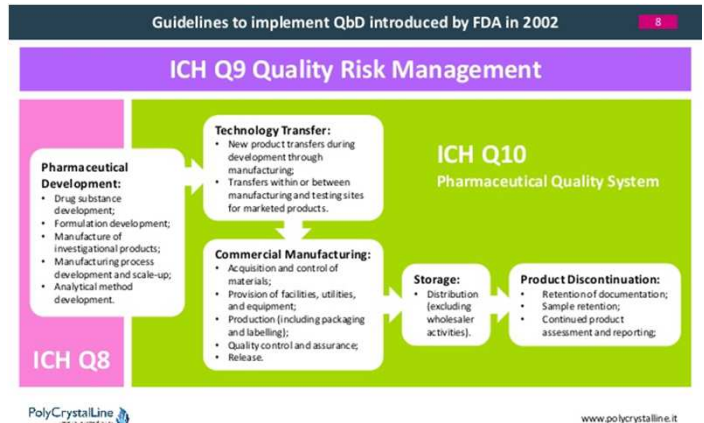 Guidelines to implement QbD introduced by FDA in 2002
8
ICH Q9 Quality Risk Management
Pharmaceutical
Development:
• Drug substance
development;
• Formulation development;
• Manufacture of
investigational products;
• Manufacturing process
development and scale-up;
• Analytical method
development.
ICH Q8
Technology Transfer:
• New product transfers during
development through
manufacturing;
• Transfers within or between
manufacturing and testing sites
for marketed products.
ICH Q10
Pharmaceutical Quality System
Commercial Manufacturing:
• Acquisition and control of
materials;
• Provision of facilities, utilities,
and equipment;
• Production (including packaging
and labelling);
• Quality control and assurance;
• Release.
Storage:
• Distribution
(excluding
wholesaler
activities).
Product Discontinuation:
• Retention of documentation;
• Sample retention;
• Continued product
assessment and reporting;
PolyCrystalLine
www.polycrystalline.it